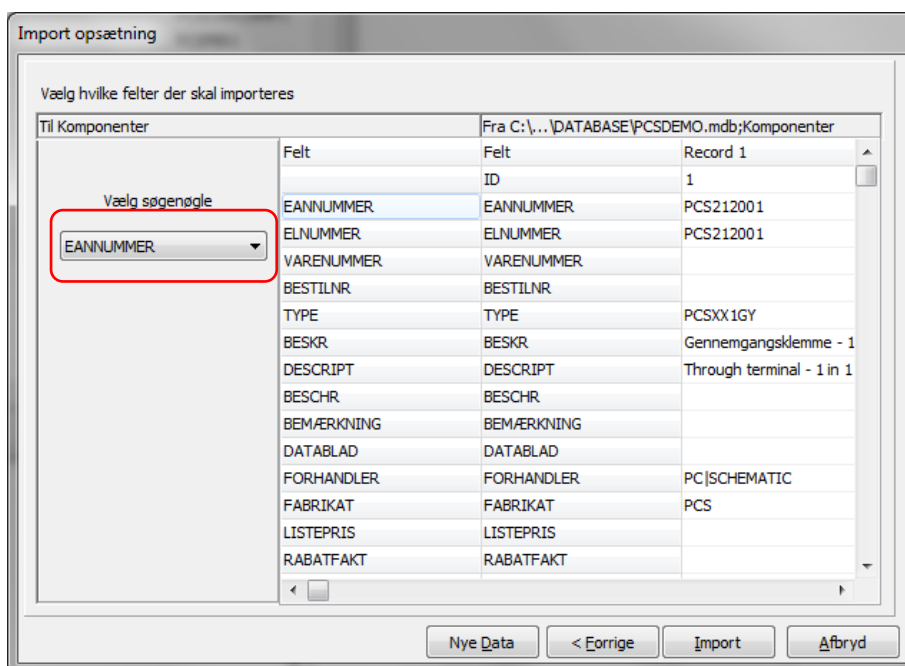 Import opsætning
Vælg hvilke felter der skal importeres
Til Komponenter Fra C:\...\DATABASE\PCSDEMO.mdb;Komponenter
Vælg søgenøgle
EANNUMMER
Felt Felt Record 1
ID 1
EANNUMMER EANNUMMER PCS212001
ELNUMMER ELNUMMER PCS212001
VARENUMMER VARENUMMER
BESTILNR BESTILNR
TYPE TYPE PCSXX1GY
BESKR BESKR Gennemgangsklemme - 1
DESCRIPT DESCRIPT Through terminal - 1 in 1
BESCHR BESCHR
BEMÆRKNING BEMÆRKNING
DATABLAD DATABLAD
FORHANDLER FORHANDLER PC|SCHEMATIC
FABRIKAT FABRIKAT PCS
LISTEPRIS LISTEPRIS
RABATFAKT RABATFAKT
Nye Data < Forrige Import Afbryd